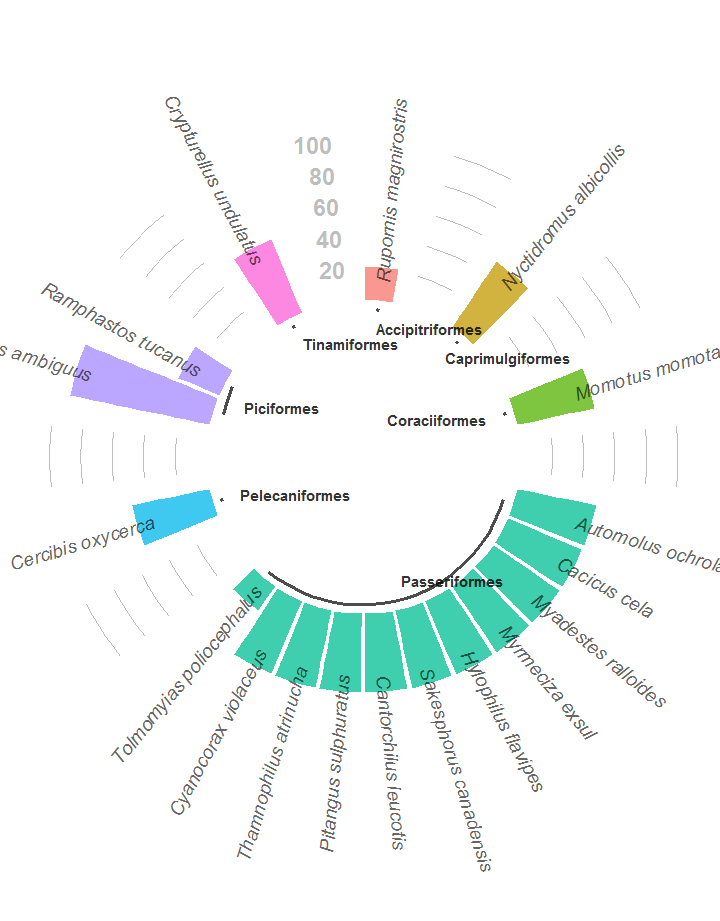 100
80
60
40
20
Crypturellus undulatus
Rupornis magnirostris
Nyctidromus albicollis
Ramphastos tucanus
s ambiguus
Momotus momota
Accipitriformes
Tinamiformes
Caprimulgiformes
Piciformes
Coraciiformes
Pelecaniformes
Passeriformes
Cercibis oxycerca
Automolus ochrola
Cacicus cela
Myadestes ralloides
Myrmeciza exsul
Hylophilus flavipes
Sakesphorus canadensis
Cantorchilus leucotis
Pitangus sulphuratus
Thamnophilus atrinucha
Cyanocorax violaceus
Tolmomyias poliocephalus